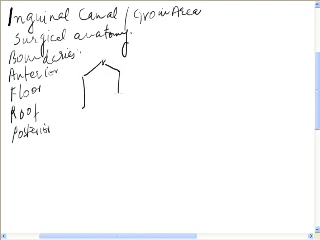 Inguinal Canal / Groin Area
Surgical anatomy.
Boundaries.
Anterior
Floor
Roof
Posterior